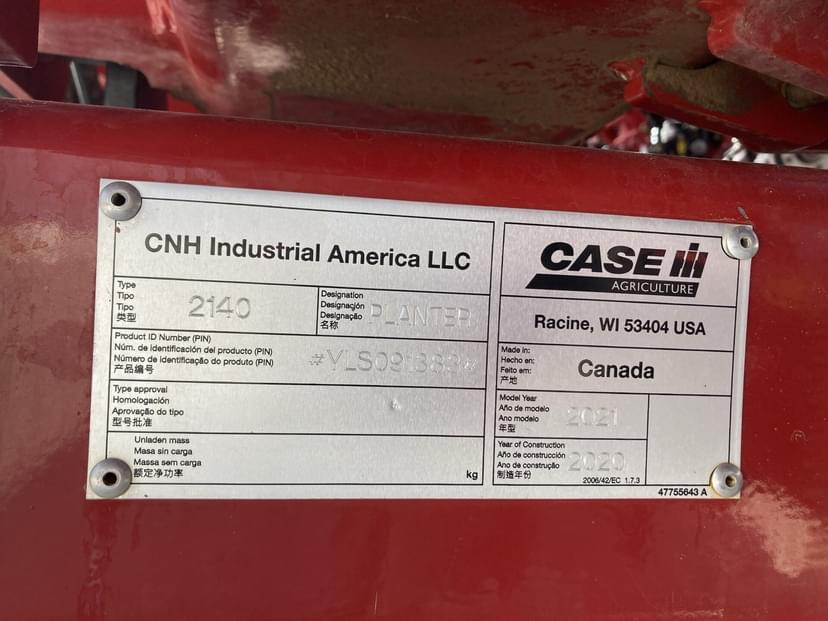 CNH Industrial America LLC
Type
Tipo
Tipo
类型
2140
Designation
Designación
Designação
名称
PLANTER
Product ID Number (PIN)
Núm. de identificación del producto (PIN)
Número de identificação do produto (PIN)
产品编号
#YLS091383#
Type approval
Homologación
Aprovação do tipo
型号批准
Unladen mass
Masa sin carga
Massa sem carga
额定净功率
kg
CASE IH
AGRICULTURE
Racine, WI 53404 USA
Made in:
Hecho en:
Feito em:
产地
Canada
Model Year
Año de modelo
Ano modelo
年型
2021
Year of Construction
Año de construcción
Ano de construção
制造年份
2020
2006/42/EC 1.7.3
47755643 A